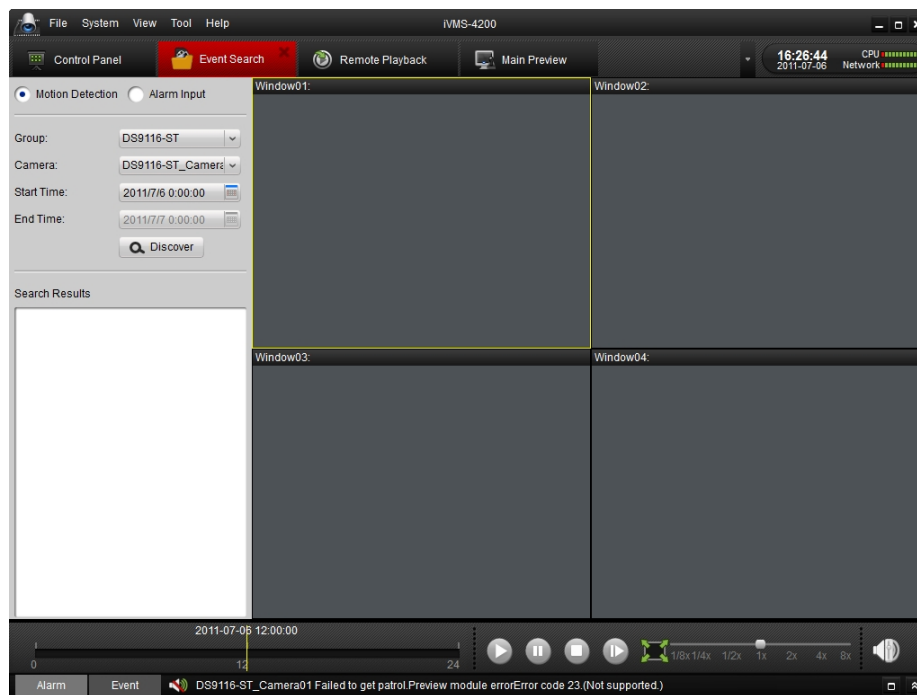 File System View Tool Help iVMS-4200
Control Panel Event Search Remote Playback Main Preview 16:26:44 CPU
2011-07-06 Network
Motion Detection Alarm Input Window01: Window02:
Group: DS9116-ST
Camera: DS9116-ST_Camera
Start Time: 2011/7/6 0:00:00
End Time: 2011/7/7 0:00:00
Discover
Search Results
Window03: Window04:
2011-07-06 12:00:00
0 12 24 1/8x 1/4x 1/2x 1x 2x 4x 8x
Alarm Event DS9116-ST_Camera01 Failed to get patrol.Preview module errorError code 23.(Not supported.)